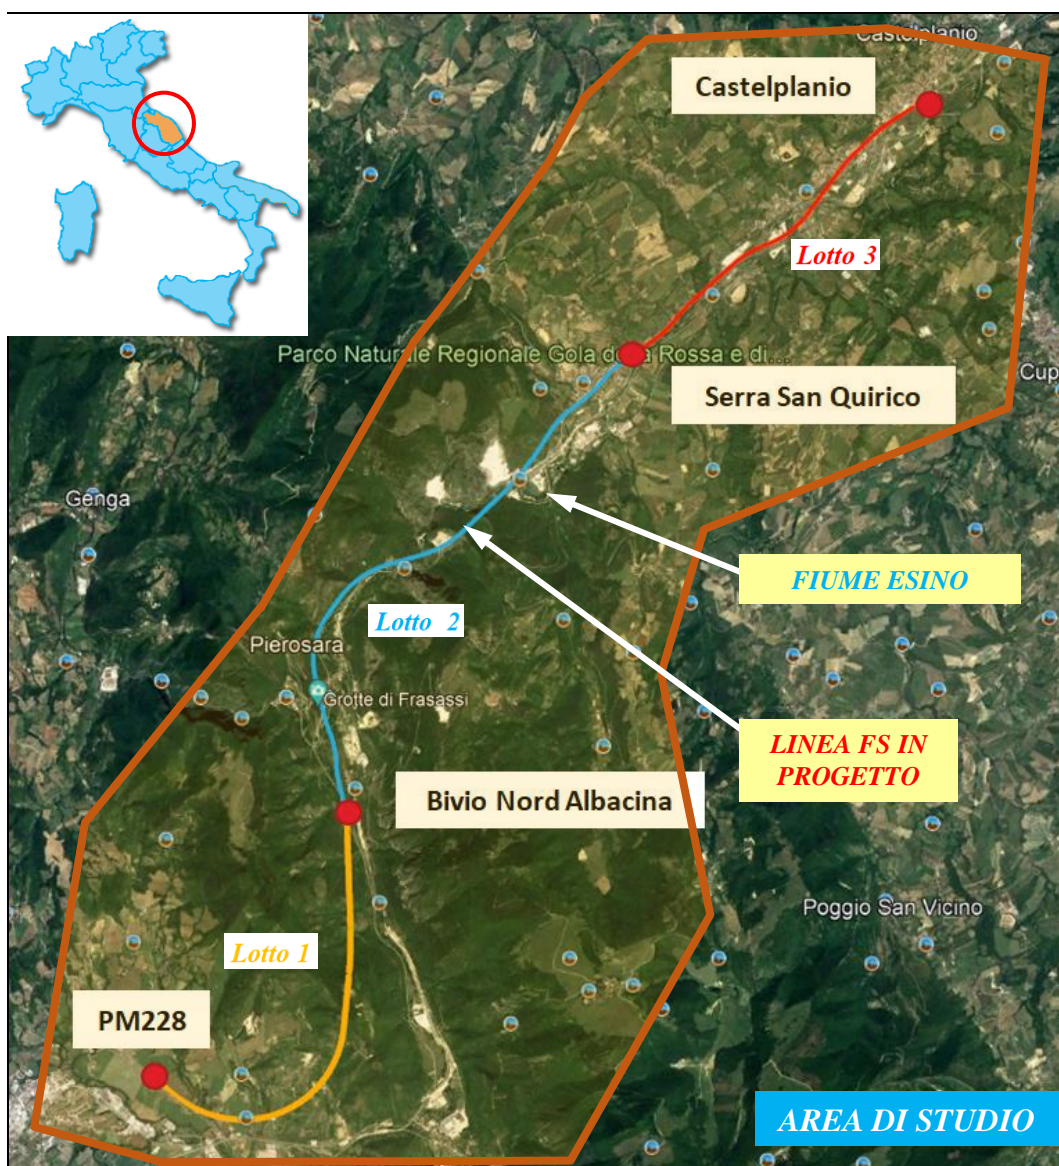 Castelplanio
Castelplanio
Lotto 3
Parco Naturale Regionale Gola de a Rossa e di...
Cup
Serra San Quirico
Genga
FIUME ESINO
Lotto 2
Pierosara
Grotte di Frasassi
LINEA FS IN
PROGETTO
Bivio Nord Albacina
Poggio San Vicino
Lotto 1
PM228
AREA DI STUDIO